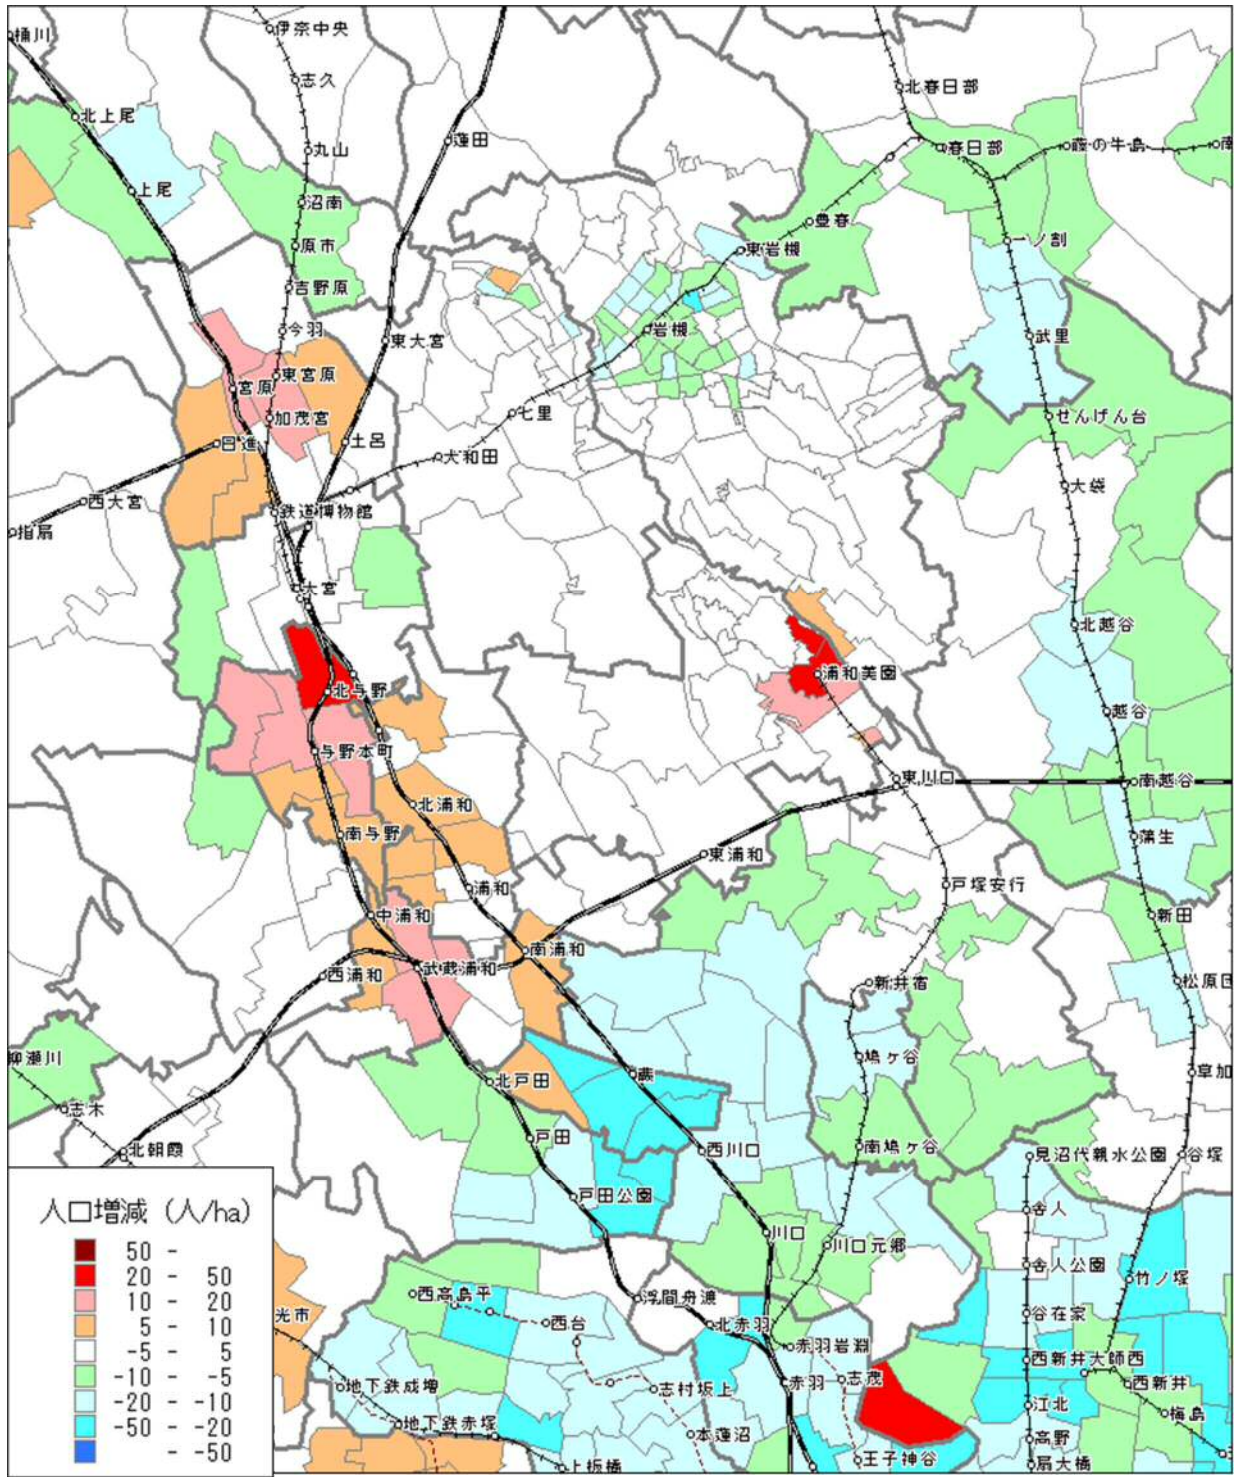 伊奈中央
桶川
志久
北春日部
北上尾
蓮田
春日部
藤の牛島
南
丸山
上尾
沼南
豊春
原市
東岩槻
一ノ割
吉野原
今羽
岩槻
東大宮
武里
宮原
東宮原
加茂宮
七里
せんげん台
日進
土呂
大和田
西大宮
大袋
鉄道博物館
指扇
大宮
北越谷
浦和美園
北与野
越谷
与野本町
東川口
南越谷
北浦和
南与野
蒲生
東浦和
浦和
戸塚安行
中浦和
新田
南浦和
武蔵浦和
西浦和
新井宿
松原団
柳瀬川
鳩ヶ谷
蕨
草加
北戸田
志木
戸田
北朝霞
西川口
南鳩ヶ谷
見沼代親水公園
谷塚
戸田公園
舎人
川口
川口元郷
舎人公園
竹ノ塚
西高島平
浮間舟渡
谷在家
光市
西台
北赤羽
赤羽岩淵
西新井大師西
地下鉄成増
志村坂上
赤羽
志茂
西新井
江北
梅島
地下鉄赤塚
本蓮沼
高野
上板橋
王子神谷
扇大橋
人口増減 (人/ha)
50 -
20 - 50
10 - 20
5 - 10
-5 - 5
-10 - -5
-20 - -10
-50 - -20
- -50